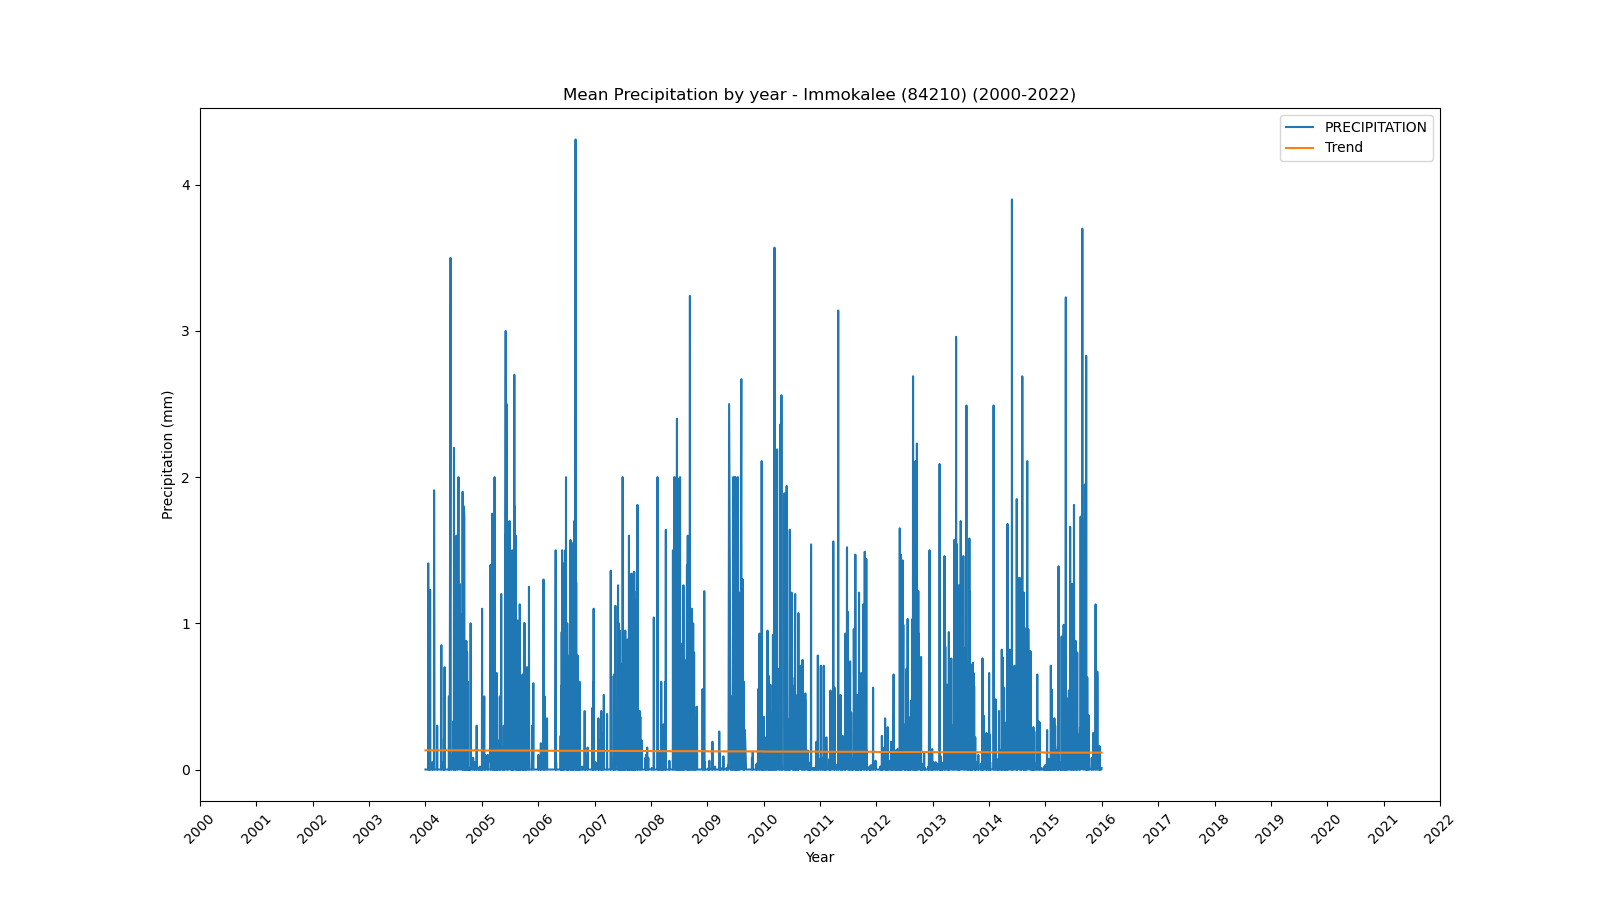 Mean Precipitation by year - Immokalee (84210) (2000-2022)
PRECIPITATION
Trend
Precipitation (mm)
4
3
2
1
0
2000 2001 2002 2003 2004 2005 2006 2007 2008 2009 2010 2011 2012 2013 2014 2015 2016 2017 2018 2019 2020 2021 2022
Year